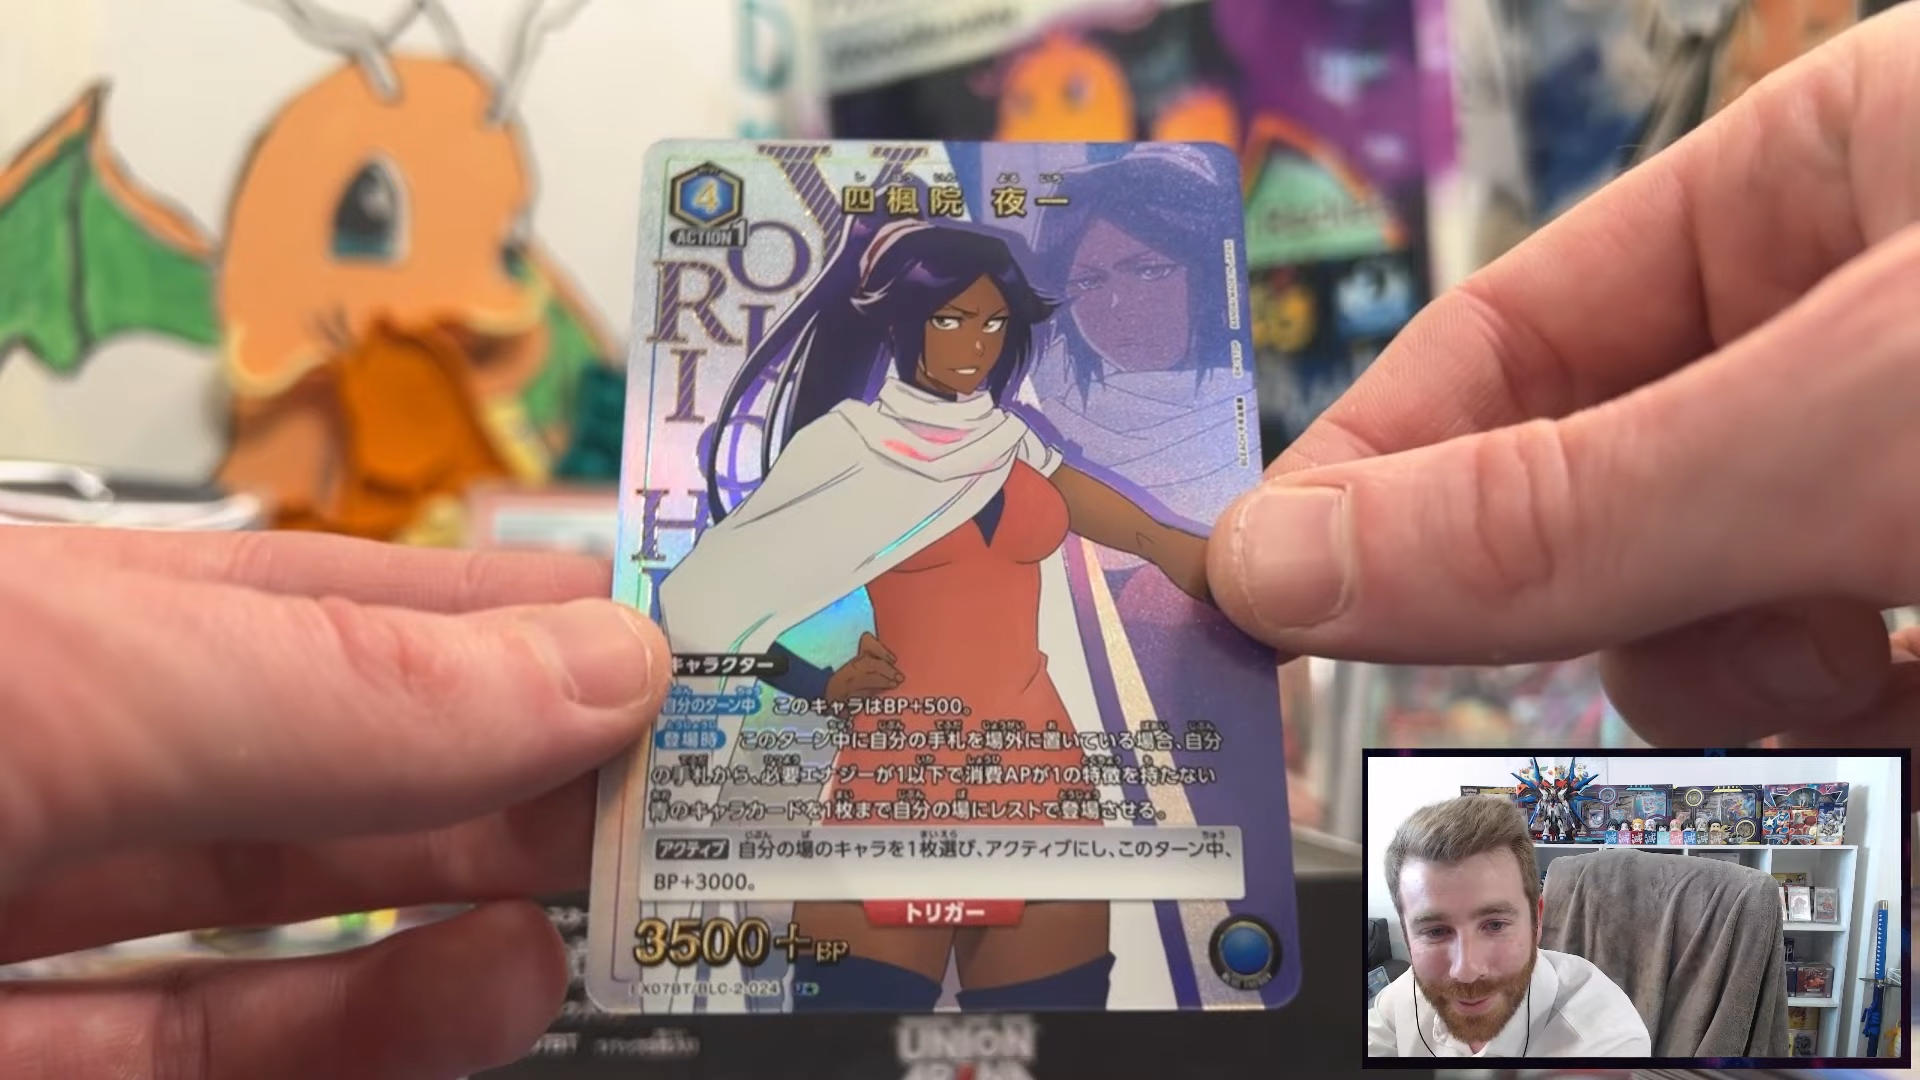 4
ACTION1
四楓院 夜一
YORUICHI
キャラクター
自分のターン中 このキャラはBP+500。
登場時 このターン中に自分の手札を場外に置いている場合、自分
の手札から、必要エナジーが1以下で消費APが1の特徴を持たない
青のキャラカードを1枚まで自分の場にレストで登場させる。
アクティブ 自分の場のキャラを1枚選び、アクティブにし、このターン中、
BP+3000。
トリガー
3500+BP
EX07BT/BLC-2-024
UNION
ARENA